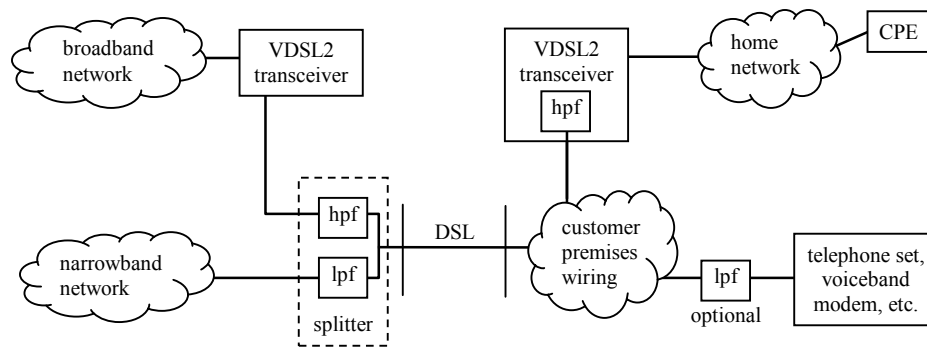 broadband
network
VDSL2
transceiver
VDSL2
transceiver
hpf
home
network
CPE
hpf
lpf
splitter
narrowband
network
DSL
customer
premises
wiring
lpf
optional
telephone set,
voiceband
modem, etc.